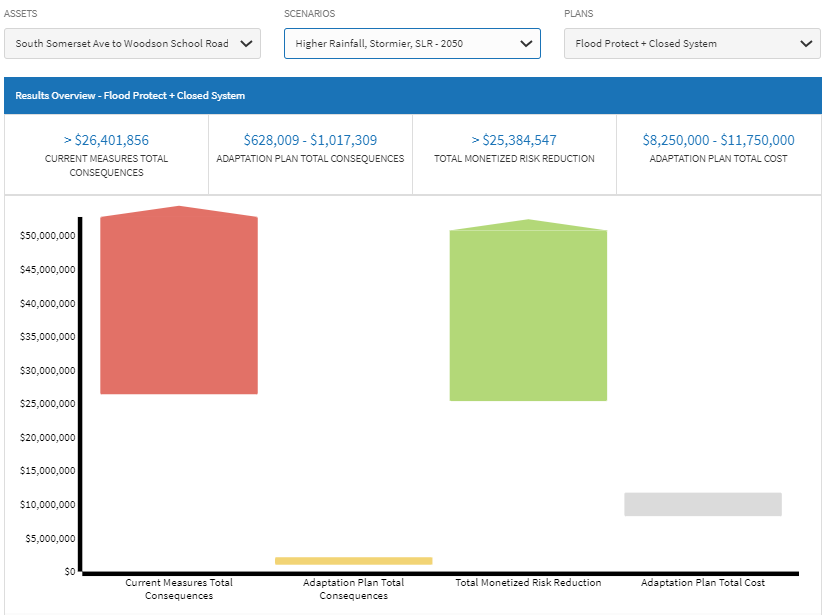 ASSETS
SCENARIOS
PLANS
South Somerset Ave to Woodson School Road
Higher Rainfall, Stormier, SLR - 2050
Flood Protect + Closed System
Results Overview - Flood Protect + Closed System
> $26,401,856
CURRENT MEASURES TOTAL
CONSEQUENCES
$628,009 - $1,017,309
ADAPTATION PLAN TOTAL CONSEQUENCES
> $25,384,547
TOTAL MONETIZED RISK REDUCTION
$8,250,000 - $11,750,000
ADAPTATION PLAN TOTAL COST
$50,000,000
$45,000,000
$40,000,000
$35,000,000
$30,000,000
$25,000,000
$20,000,000
$15,000,000
$10,000,000
$5,000,000
$0
Current Measures Total
Consequences
Adaptation Plan Total
Consequences
Total Monetized Risk Reduction
Adaptation Plan Total Cost